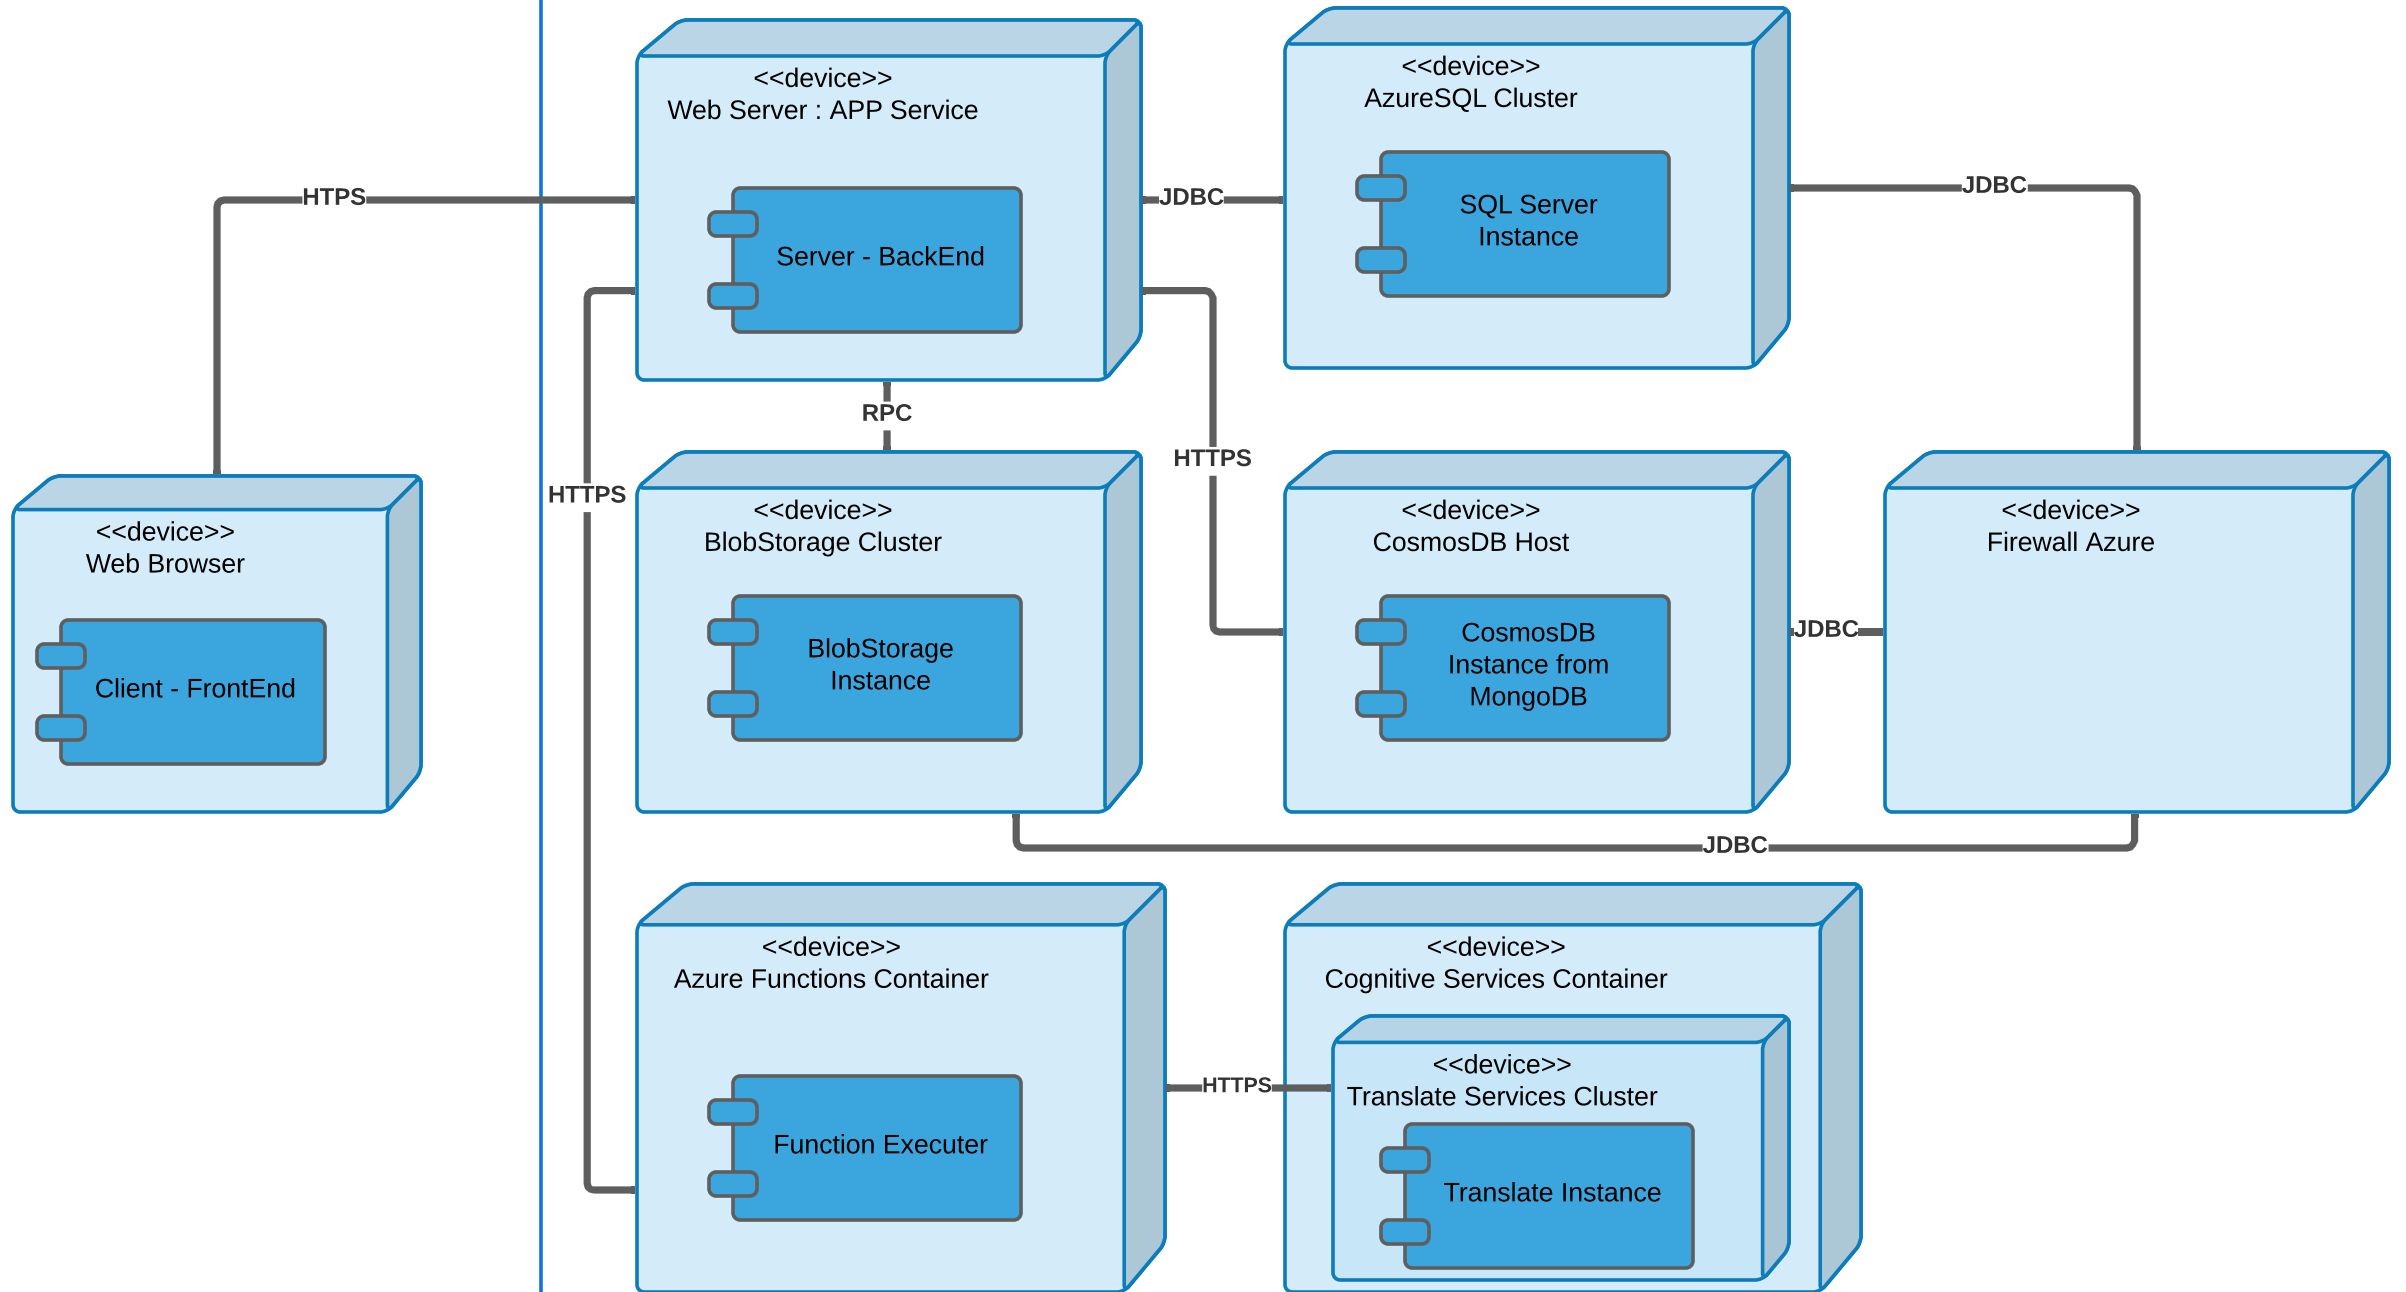 <<device>>
Web Server : APP Service
Server - BackEnd
<<device>>
AzureSQL Cluster
SQL Server
Instance
HTPS
JDBC
JDBC
RPC
HTTPS
HTTPS
<<device>>
Web Browser
Client - FrontEnd
<<device>>
BlobStorage Cluster
BlobStorage
Instance
<<device>>
CosmosDB Host
CosmosDB
Instance from
MongoDB
JDBC
<<device>>
Firewall Azure
JDBC
<<device>>
Azure Functions Container
Function Executer
HTTPS
<<device>>
Cognitive Services Container
<<device>>
Translate Services Cluster
Translate Instance